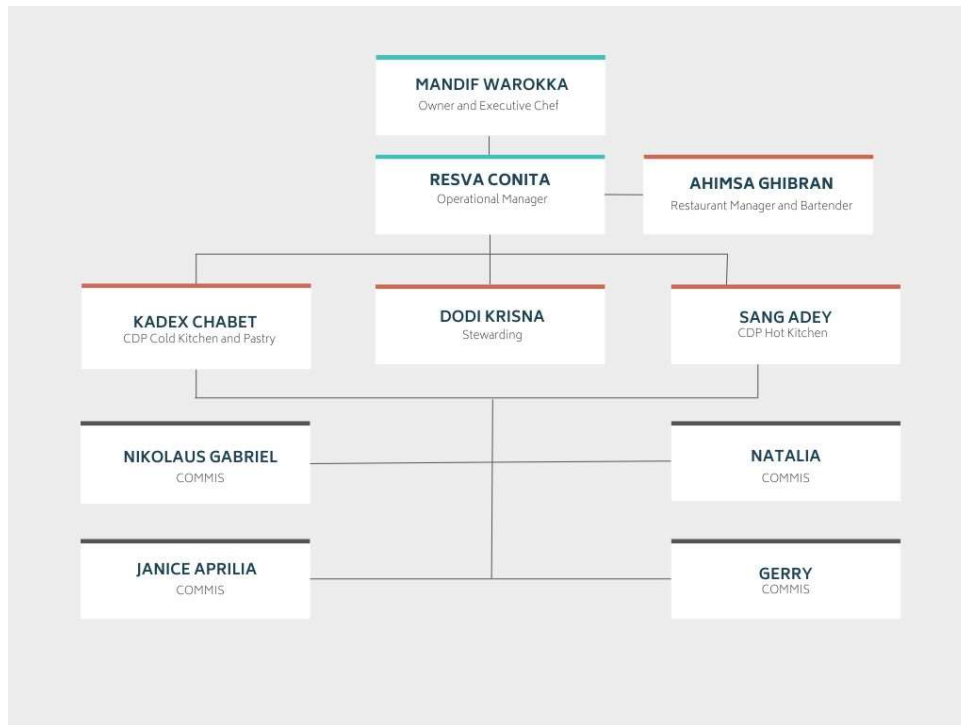 MANDIF WAROKKA
Owner and Executive Chef
RESVA CONITA
Operational Manager
AHIMSA GHIBRAN
Restaurant Manager and Bartender
KADEX CHABET
CDP Cold Kitchen and Pastry
DODI KRISNA
Stewarding
SANG ADEY
CDP Hot Kitchen
NIKOLAUS GABRIEL
COMMIS
NATALIA
COMMIS
JANICE APRILIA
COMMIS
GERRY
COMMIS